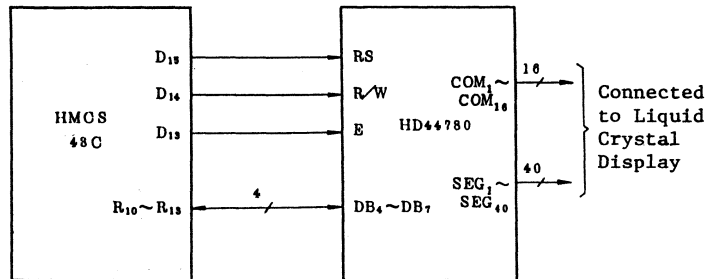 HMCS
43C
D₁₅
D₁₄
D₁₃
R₁₀~R₁₃
4
RS
R/W
E
DB₄~DB₇
HD44780
COM₁~
COM₁₆
SEG₁~
SEG₄₀
16
40
Connected
to Liquid
Crystal
Display